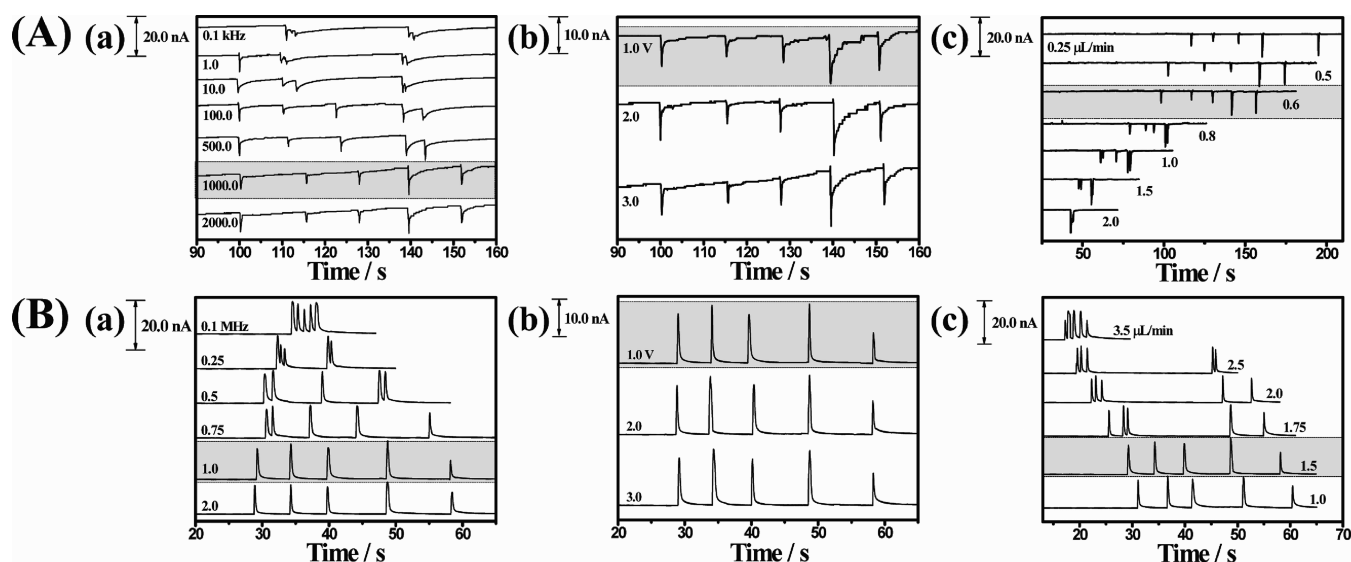 (A)
(a)
20.0 nA
0.1 kHz
1.0
10.0
100.0
500.0
1000.0
2000.0
90 100 110 120 130 140 150 160
Time / s
(b)
10.0 nA
1.0 V
2.0
3.0
90 100 110 120 130 140 150 160
Time / s
(c)
20.0 nA
0.25 μL/min
0.5
0.6
0.8
1.0
1.5
2.0
50 100 150 200
Time / s
(B)
(a)
20.0 nA
0.1 MHz
0.25
0.5
0.75
1.0
2.0
20 30 40 50 60
Time / s
(b)
10.0 nA
1.0 V
2.0
3.0
20 30 40 50 60
Time / s
(c)
20.0 nA
3.5 μL/min
2.5
2.0
1.75
1.5
1.0
20 30 40 50 60 70
Time / s